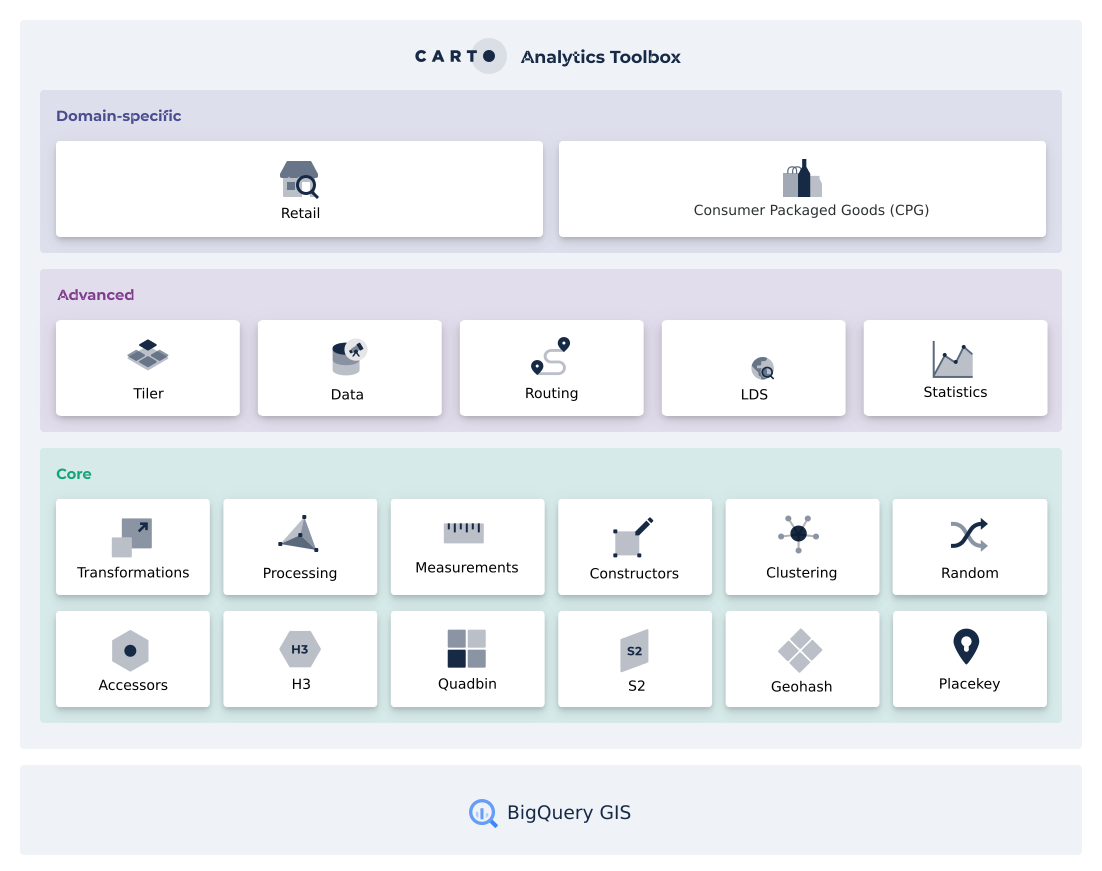 CARTO Analytics Toolbox
Domain-specific
Retail
Consumer Packaged Goods (CPG)
Advanced
Tiler
Data
Routing
LDS
Statistics
Core
Transformations
Processing
Measurements
Constructors
Clustering
Random
Accessors
H3
H3
Quadbin
S2
S2
Geohash
Placekey
BigQuery GIS